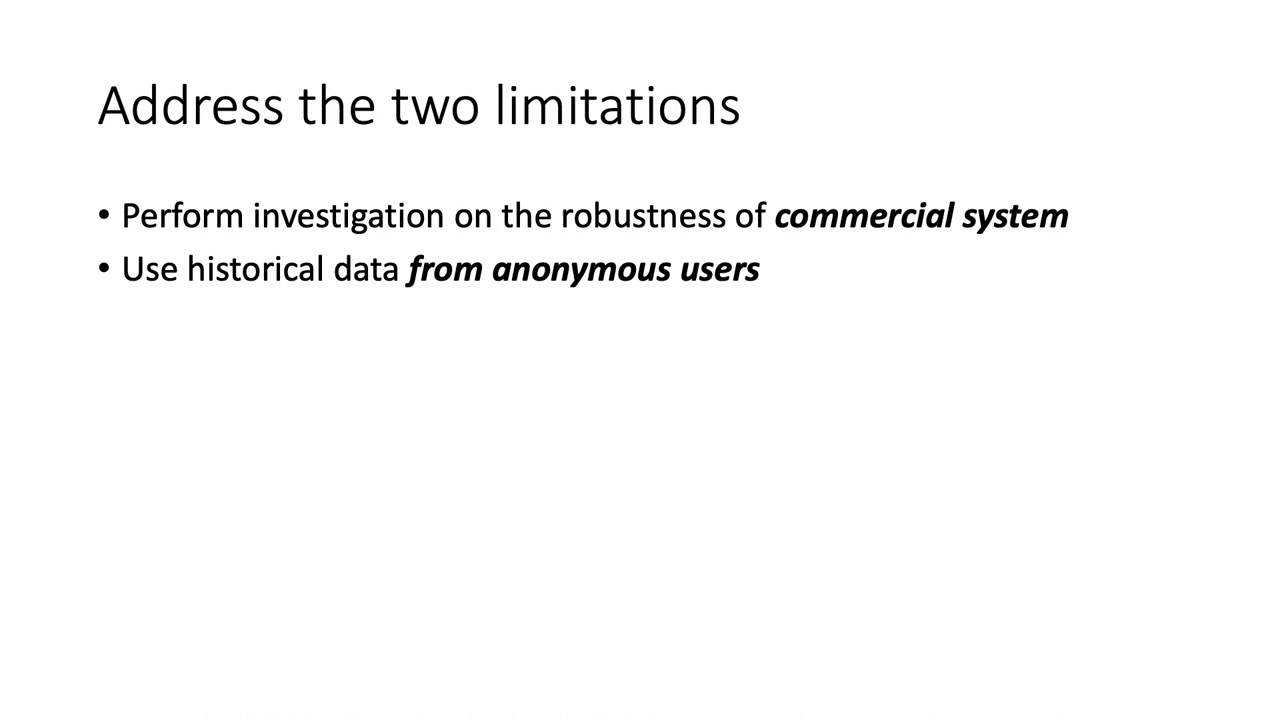 Address the two limitations
• Perform investigation on the robustness of commercial system
• Use historical data from anonymous users